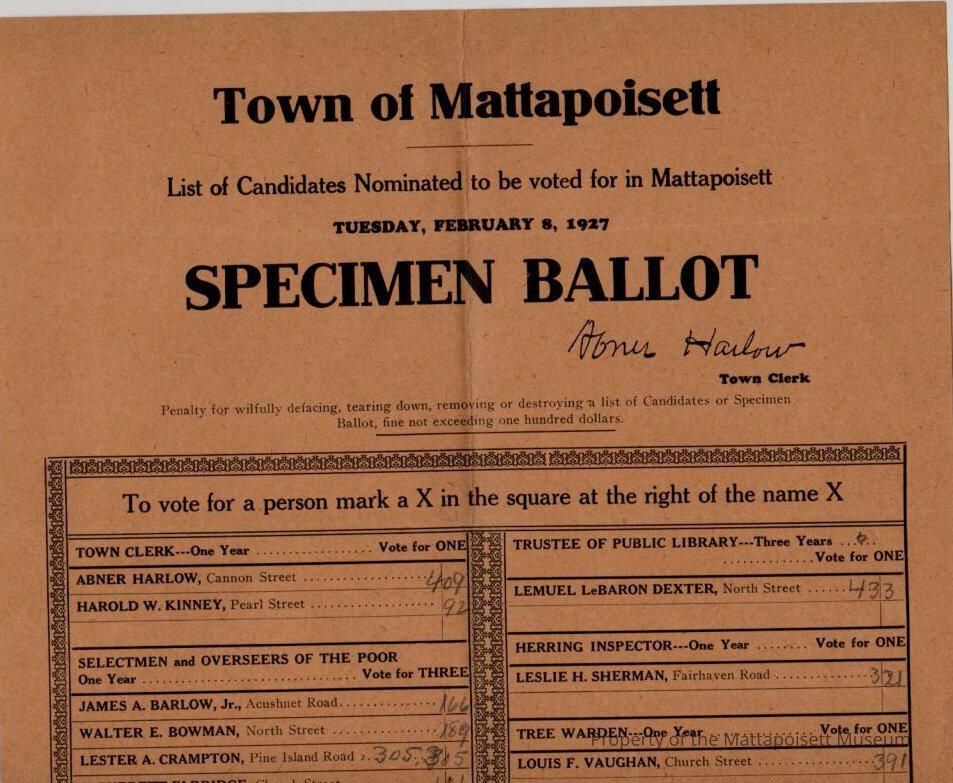 Town of Mattapoisett
List of Candidates Nominated to be voted for in Mattapoisett
TUESDAY, FEBRUARY 8, 1927
SPECIMEN BALLOT
Abner Harlow
Town Clerk
Penalty for wilfully defacing, tearing down, removing or destroying a list of Candidates or Specimen
Ballot, fine not exceeding one hundred dollars.
To vote for a person mark a X in the square at the right of the name X
TOWN CLERK---One Year .................... Vote for ONE
ABNER HARLOW, Cannon Street .................... 409
HAROLD W. KINNEY, Pearl Street .................... 92
SELECTMEN and OVERSEERS OF THE POOR
One Year .................................... Vote for THREE
JAMES A. BARLOW, Jr., Acushnet Road............... 166
WALTER E. BOWMAN, North Street ................
LESTER A. CRAMPTON, Pine Island Road .. 305
TRUSTEE OF PUBLIC LIBRARY---Three Years ...
............... Vote for ONE
LEMUEL LeBARON DEXTER, North Street ...... 433
HERRING INSPECTOR---One Year ........ Vote for ONE
LESLIE H. SHERMAN, Fairhaven Road .............. 321
TREE WARDEN---One Year ............... Vote for ONE
Property of the Mattapoisett Museum
LOUIS F. VAUGHAN, Church Street .............. 391